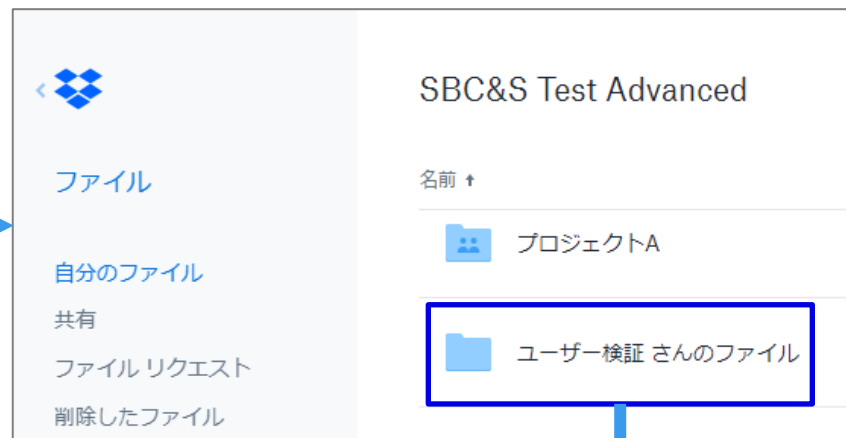 SBC&S Test Advanced
ファイル
名前 ↑
プロジェクトA
自分のファイル
共有
ユーザー検証 さんのファイル
ファイル リクエスト
削除したファイル